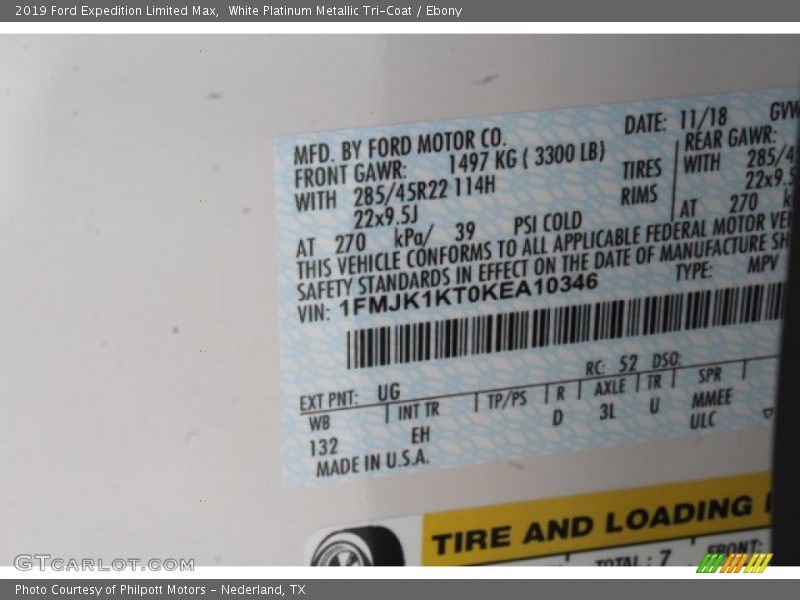 2019 Ford Expedition Limited Max, White Platinum Metallic Tri-Coat / Ebony
MFD. BY FORD MOTOR CO. DATE: 11/18
FRONT GAWR: 1497 KG ( 3300 LB) REAR GAWR:
WITH 285/45R22 114H TIRES WITH
22x9.5J RIMS
AT 270 kPa/ 39 PSI COLD AT 270
THIS VEHICLE CONFORMS TO ALL APPLICABLE FEDERAL MOTOR
SAFETY STANDARDS IN EFFECT ON THE DATE OF MANUFACTURE
VIN: 1FMJK1KT0KEA10346 TYPE: MPV
RC: 52 DSO:
EXT PNT: UG
WB INT TR TP/PS R AXLE TR SPR
132 EH D 3L U MMEE
ULC
MADE IN U.S.A.
TIRE AND LOADING
TOTAL : 7 FRONT:
GTcarlot.com
Photo Courtesy of Philpott Motors - Nederland, TX